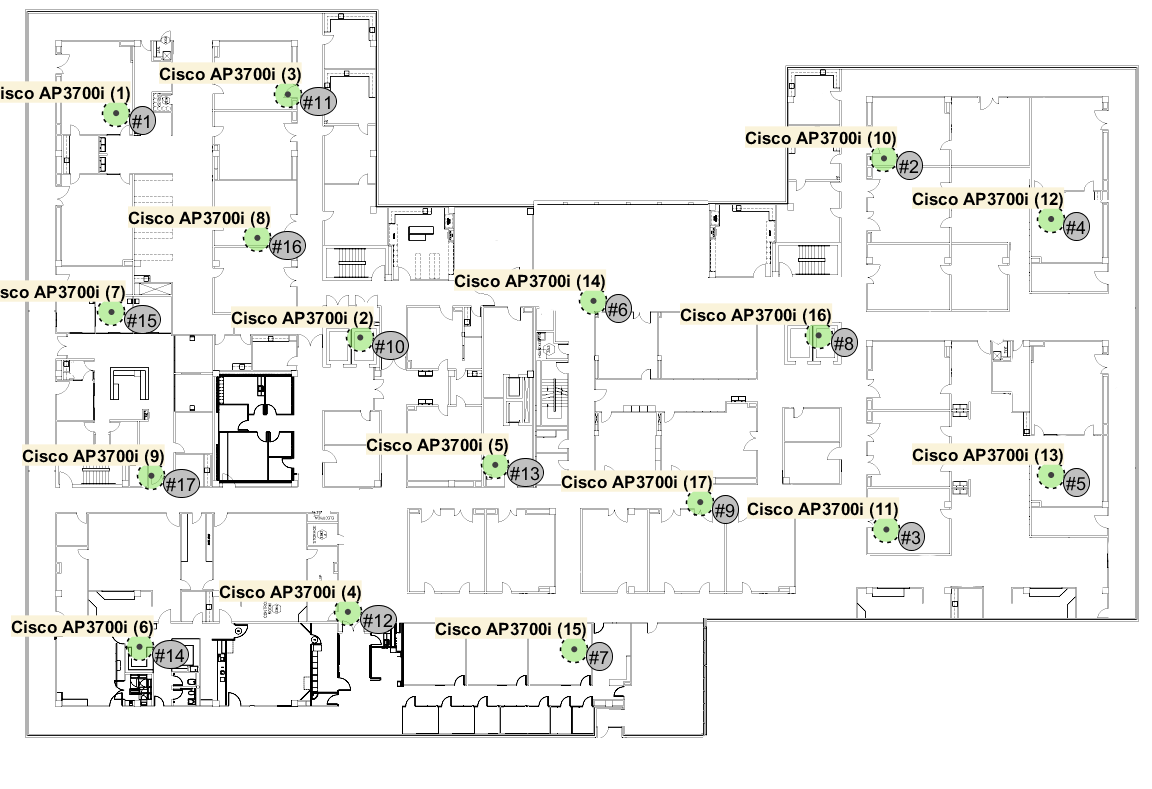 Cisco AP3700i (3)
isco AP3700i (1)
#11
#1
Cisco AP3700i (10)
#2
Cisco AP3700i (12)
Cisco AP3700i (8)
#4
#16
Cisco AP3700i (14)
sco AP3700i (7)
#6
Cisco AP3700i (2)
#15
Cisco AP3700i (16)
#10
#8
Cisco AP3700i (5)
Cisco AP3700i (9)
Cisco AP3700i (13)
#13
#17
Cisco AP3700i (17)
#5
#9
Cisco AP3700i (11)
#3
Cisco AP3700i (4)
#12
Cisco AP3700i (6)
Cisco AP3700i (15)
#14
#7